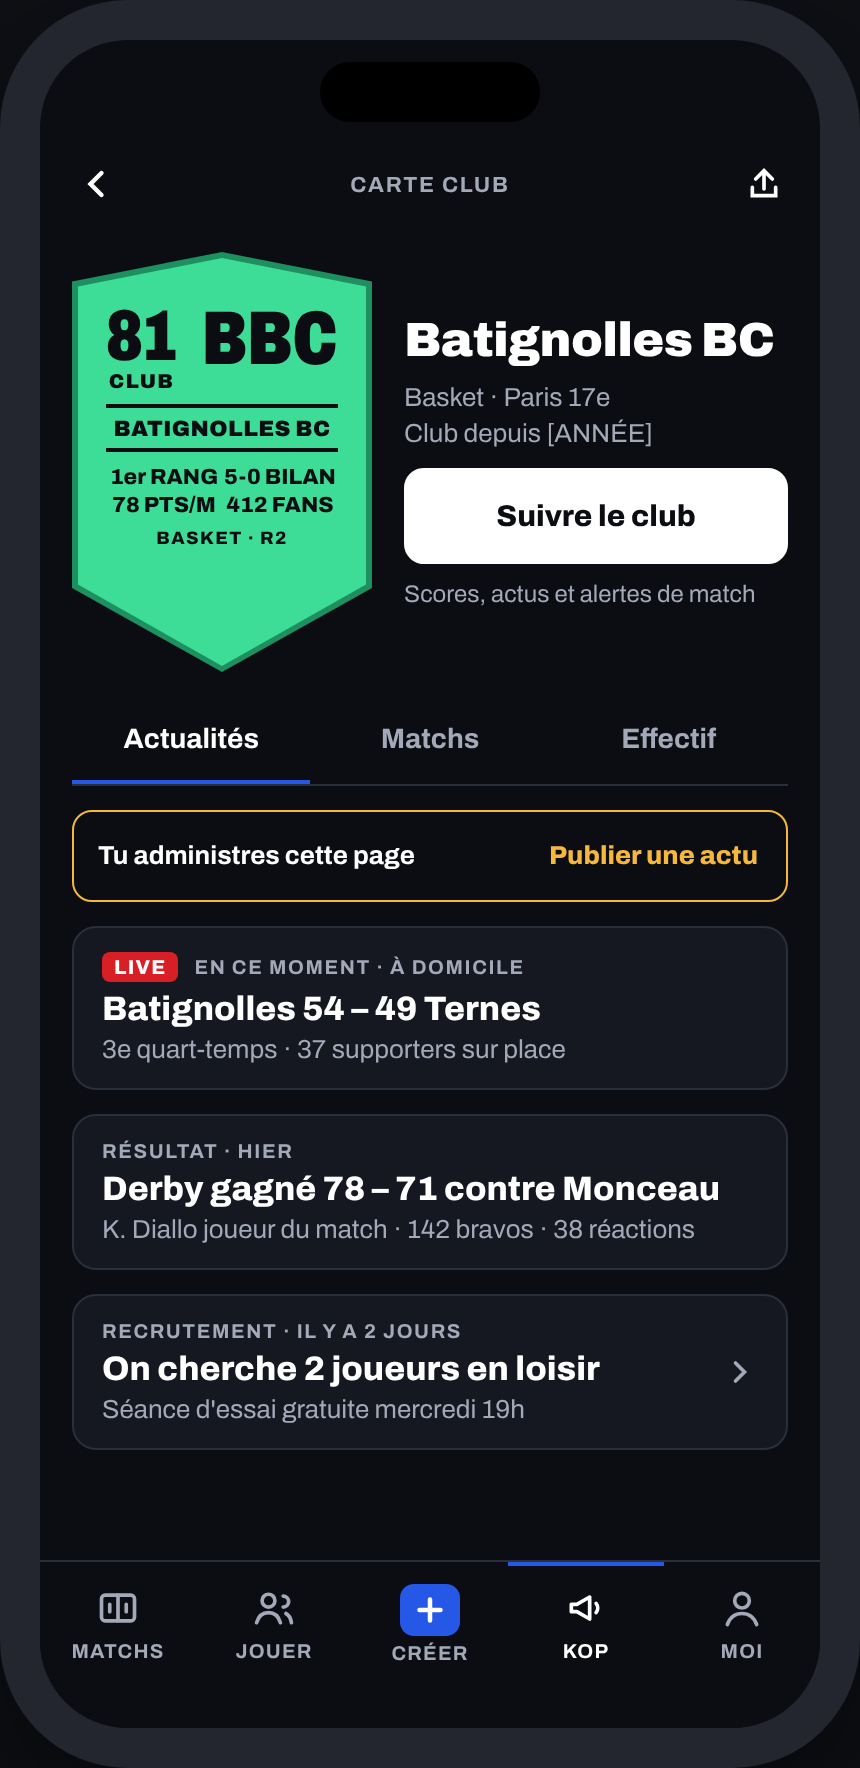 CARTE CLUB
81 BBC
CLUB
BATIGNOLLES BC
1er RANG 5-0 BILAN
78 PTS/M 412 FANS
BASKET · R2
Batignolles BC
Basket · Paris 17e
Club depuis [ANNÉE]
Suivre le club
Scores, actus et alertes de match
Actualités Matchs Effectif
Tu administres cette page Publier une actu
LIVE EN CE MOMENT · À DOMICILE
Batignolles 54 – 49 Ternes
3e quart-temps · 37 supporters sur place
RÉSULTAT · HIER
Derby gagné 78 – 71 contre Monceau
K. Diallo joueur du match · 142 bravos · 38 réactions
RECRUTEMENT · IL Y A 2 JOURS
On cherche 2 joueurs en loisir
Séance d'essai gratuite mercredi 19h
MATCHS JOUER CRÉER KOP MOI